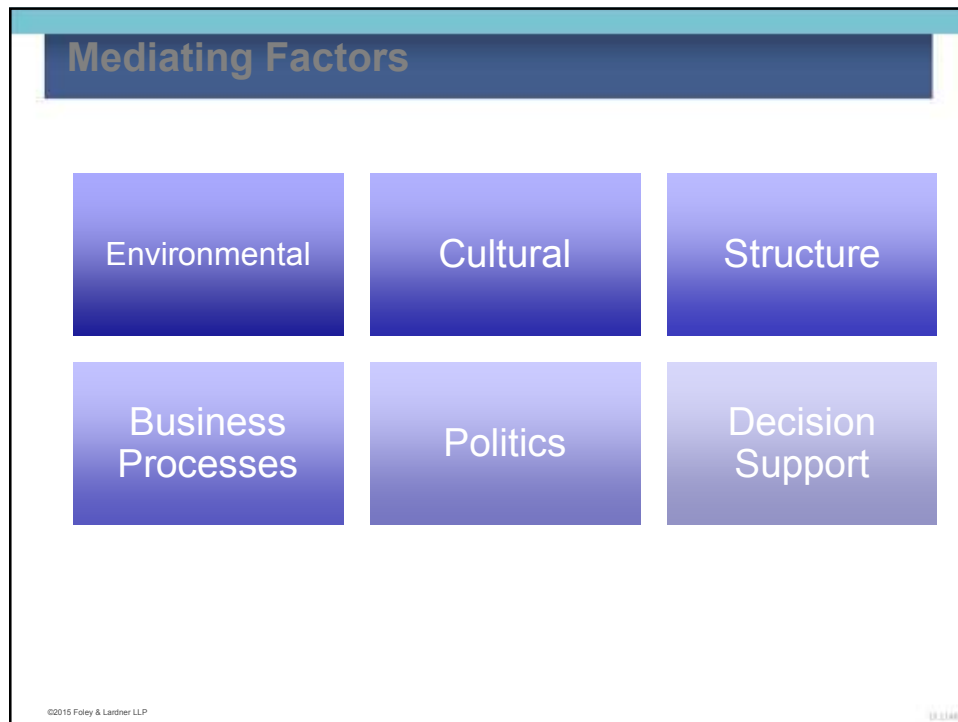 Mediating Factors
Environmental
Cultural
Structure
Business
Processes
Politics
Decision
Support
©2015 Foley & Lardner LLP